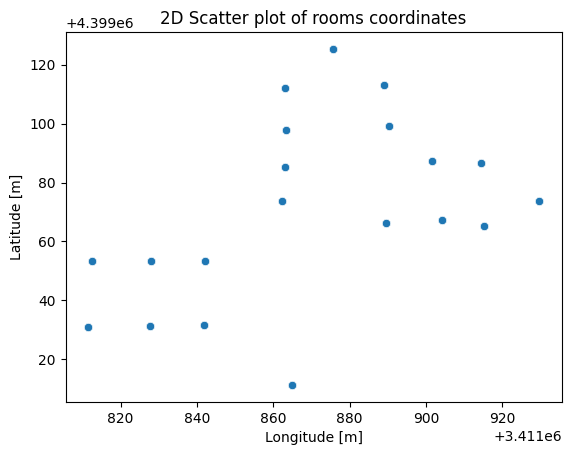 2D Scatter plot of rooms coordinates
+4.399e6
120
100
80
60
40
20
Latitude [m]
820
840
860
880
900
920
Longitude [m]
+3.411e6